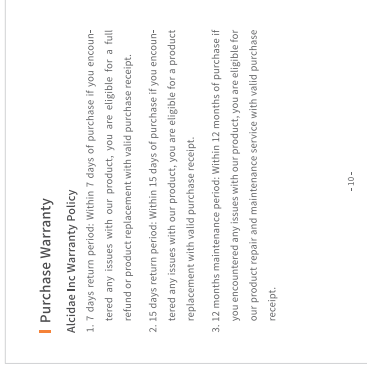 Purchase Warranty
Alcidae Inc Warranty Policy
1. 7 days return period: Within 7 days of purchase if you encoun-
tered any issues with our product, you are eligible for a full
refund or product replacement with valid purchase receipt.
2. 15 days return period: Within 15 days of purchase if you encoun-
tered any issues with our product, you are eligible for a product
replacement with valid purchase receipt.
3. 12 months maintenance period: Within 12 months of purchase if
you encountered any issues with our product, you are eligible for
our product repair and maintenance service with valid purchase
receipt.
- 10 -